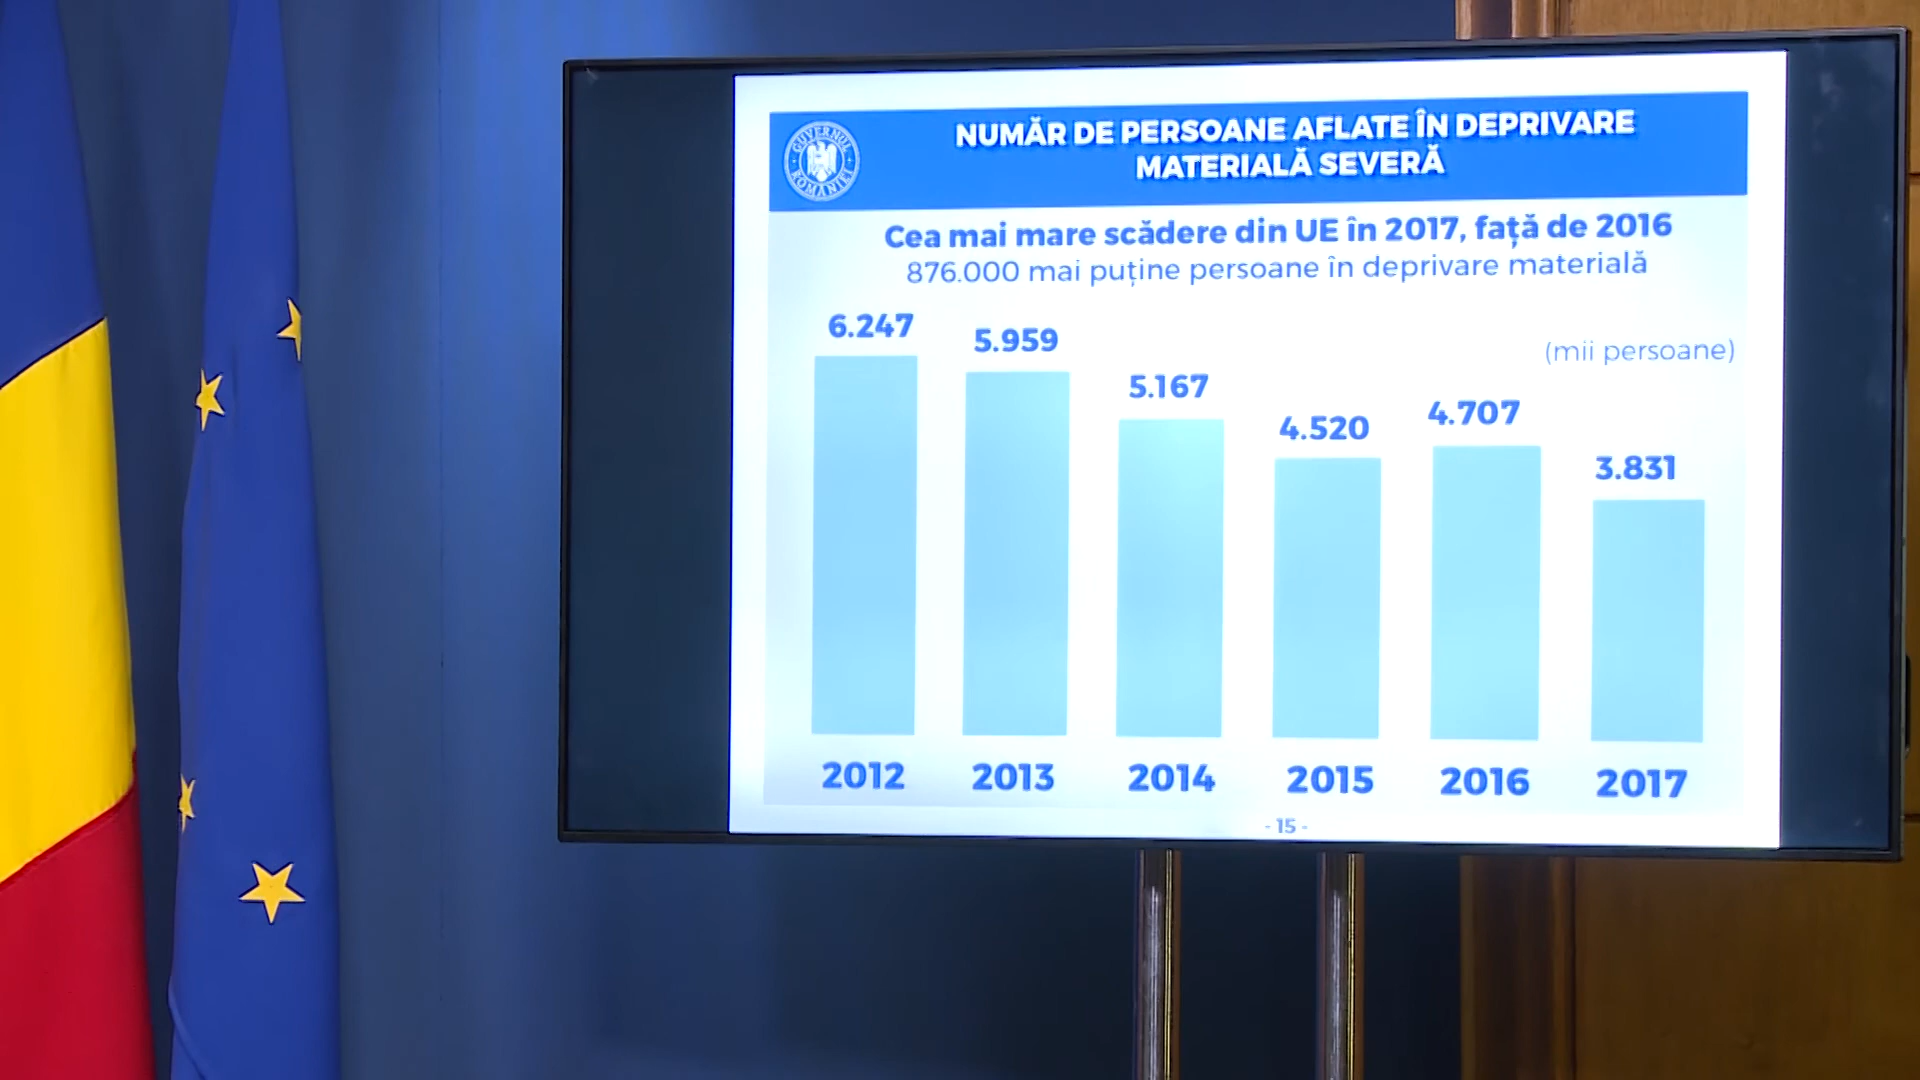 GUVERNUL ROMÂNIEI
NUMĂR DE PERSOANE AFLATE ÎN DEPRIVARE
MATERIALĂ SEVERĂ
Cea mai mare scădere din UE în 2017, față de 2016
876.000 mai puține persoane în deprivare materială
(mii persoane)
6.247 5.959 5.167 4.520 4.707 3.831
2012 2013 2014 2015 2016 2017
- 15 -